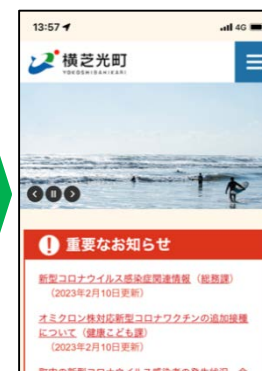 13:57
4G
横芝光町
YOKOSHIBAHIKARI
重要なお知らせ
新型コロナウイルス感染症関連情報（総務課）
（2023年2月10日更新）
オミクロン株対応新型コロナワクチンの追加接種
について（健康こども課）
（2023年2月10日更新）